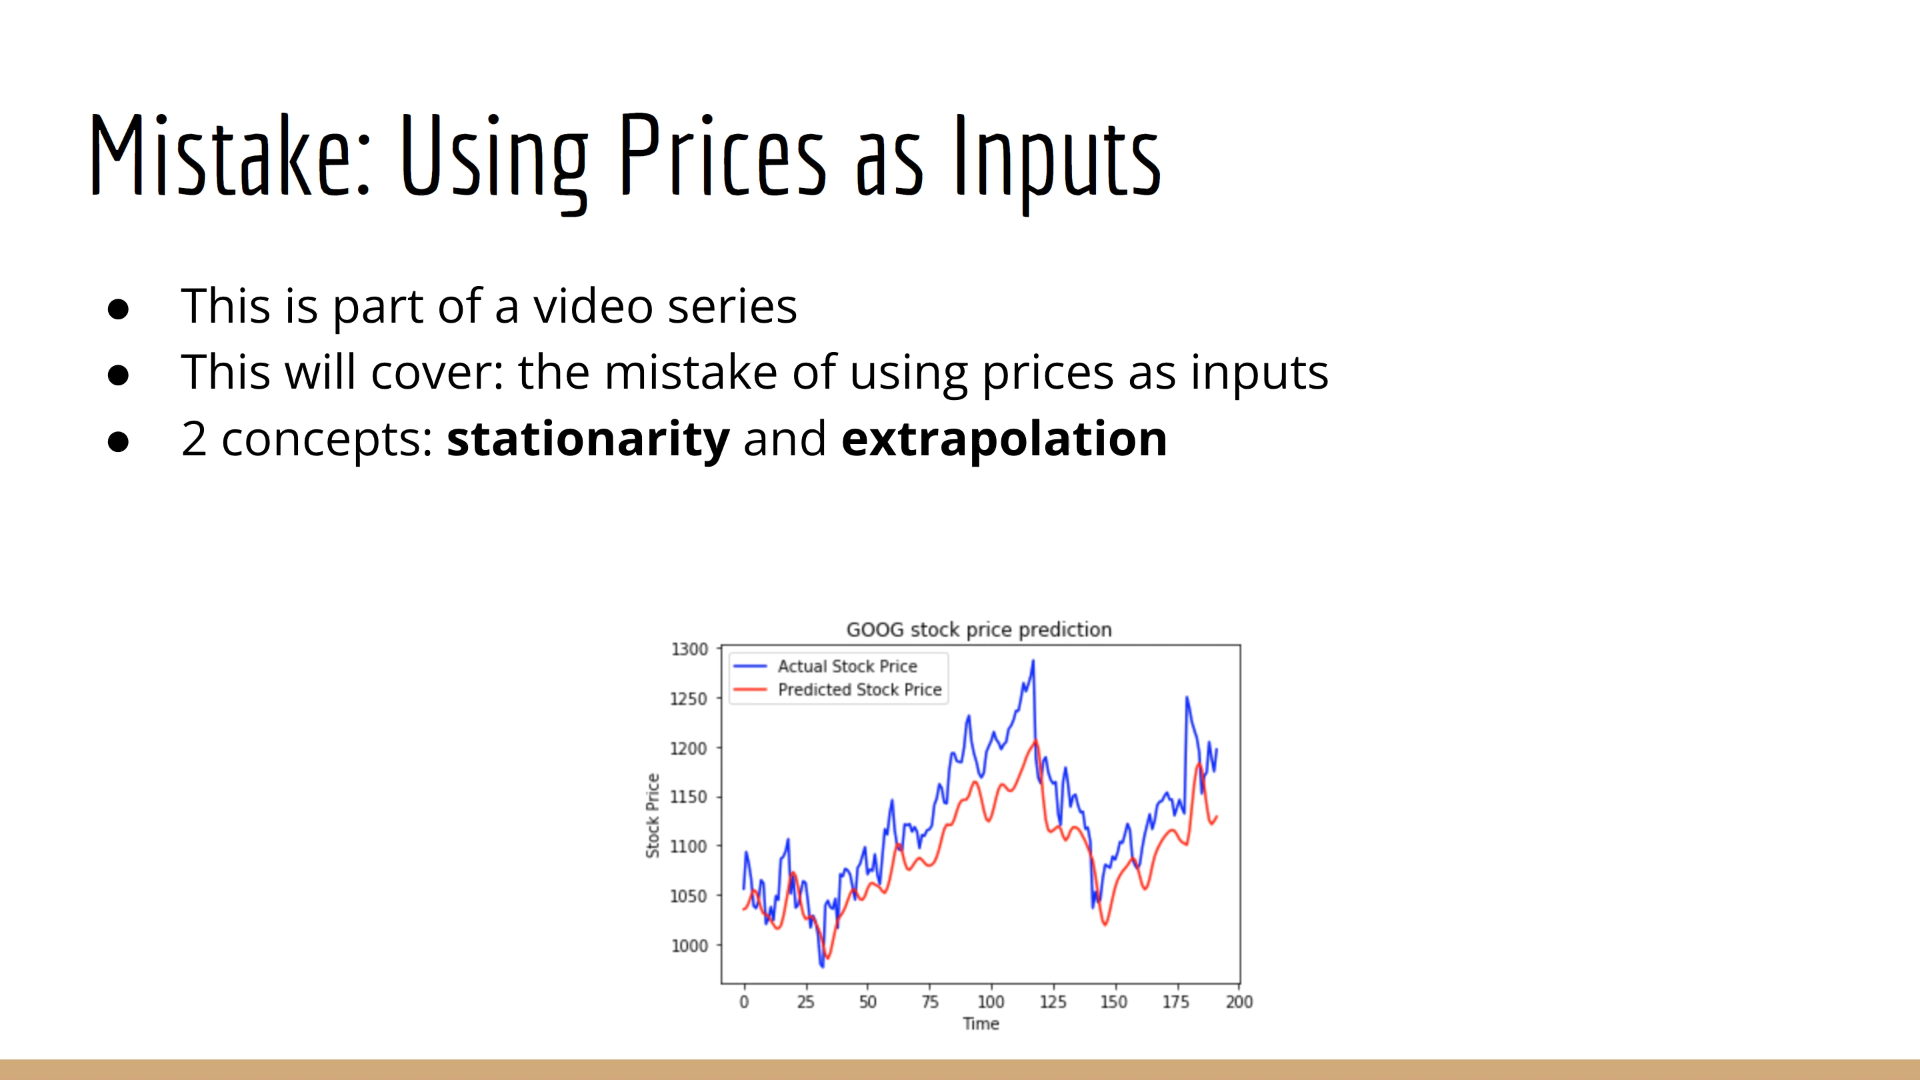 Mistake: Using Prices as Inputs
● This is part of a video series
● This will cover: the mistake of using prices as inputs
● 2 concepts: stationarity and extrapolation
GOOG stock price prediction
Actual Stock Price
Predicted Stock Price
Stock Price
1300
1250
1200
1150
1100
1050
1000
0 25 50 75 100 125 150 175 200
Time